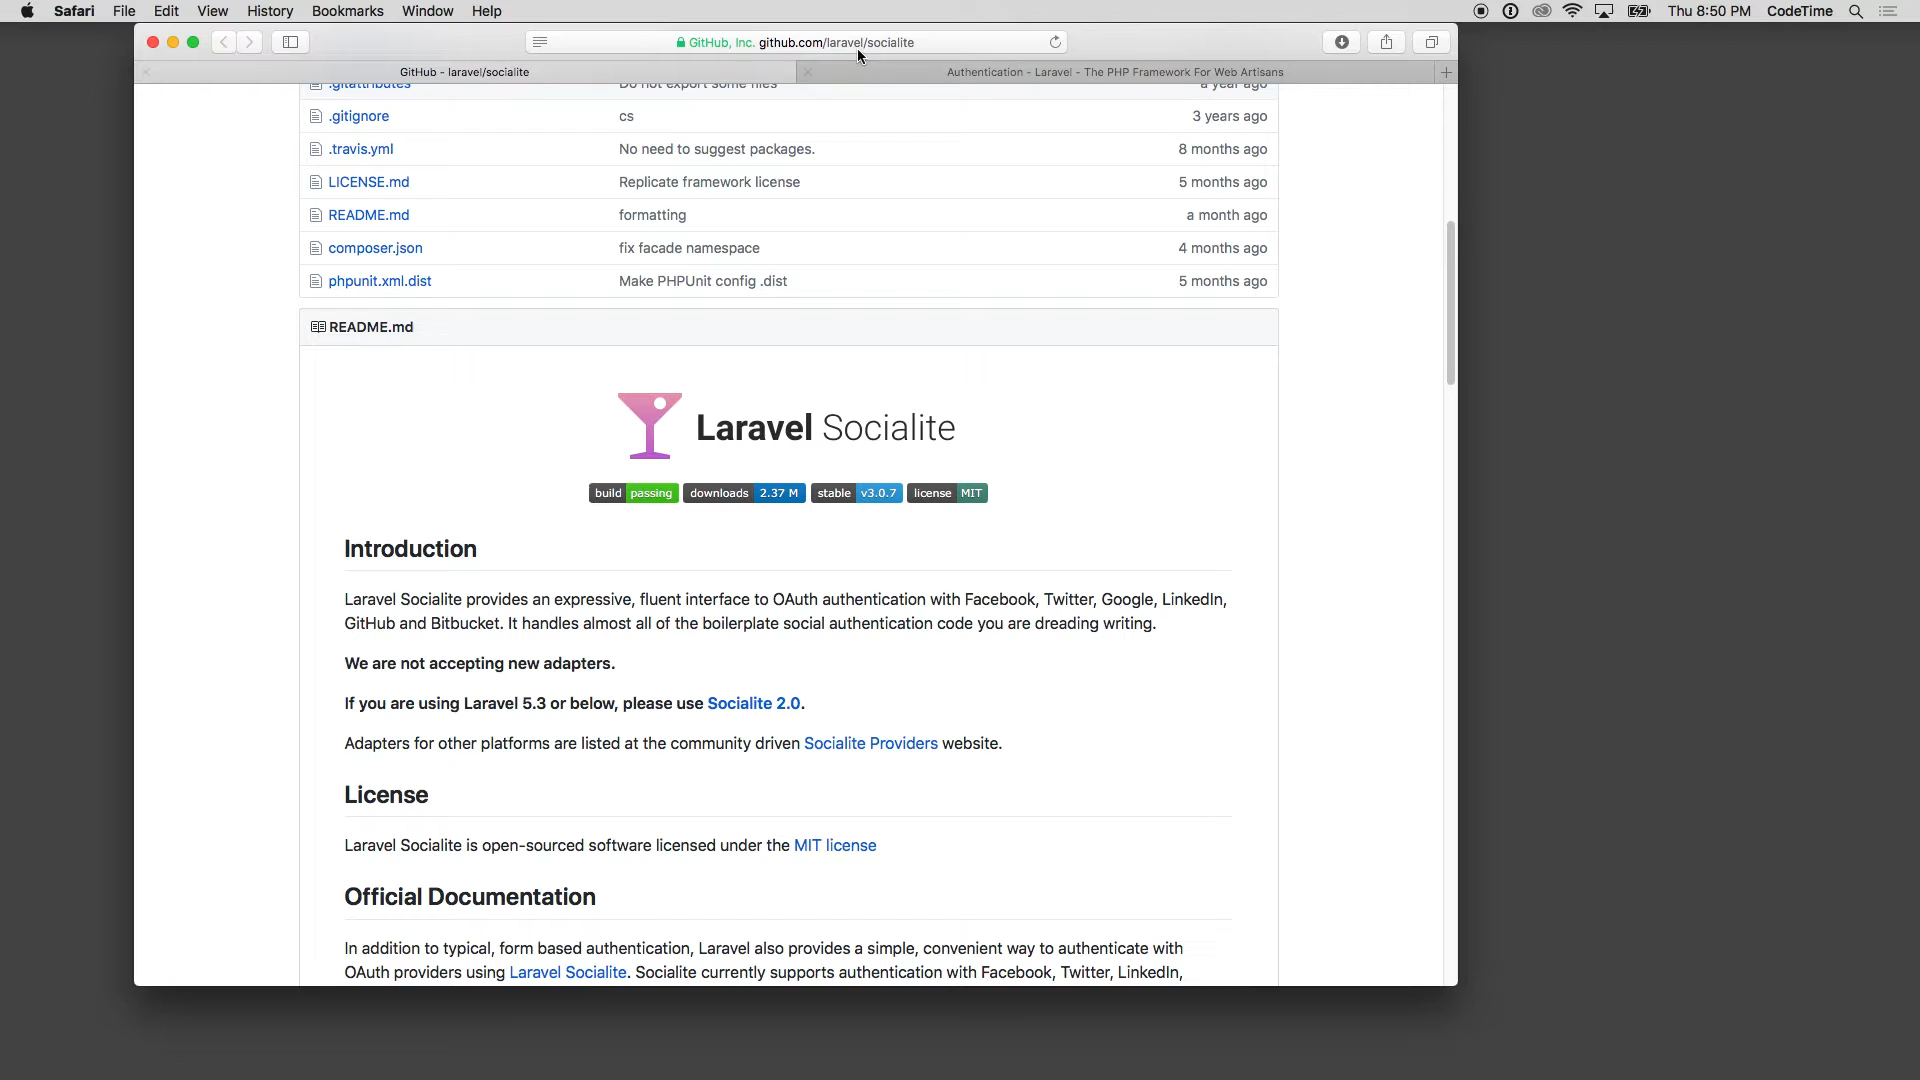 Safari File Edit View History Bookmarks Window Help Thu 8:50 PM CodeTime
GitHub, Inc. github.com/laravel/socialite
GitHub - laravel/socialite
Authentication - Laravel - The PHP Framework For Web Artisans
.gitattributes Do not export some files a year ago
.gitignore cs 3 years ago
.travis.yml No need to suggest packages. 8 months ago
LICENSE.md Replicate framework license 5 months ago
README.md formatting a month ago
composer.json fix facade namespace 4 months ago
phpunit.xml.dist Make PHPUnit config .dist 5 months ago
README.md
Laravel Socialite
build passing downloads 2.37 M stable v3.0.7 license MIT
Introduction
Laravel Socialite provides an expressive, fluent interface to OAuth authentication with Facebook, Twitter, Google, LinkedIn,
GitHub and Bitbucket. It handles almost all of the boilerplate social authentication code you are dreading writing.
We are not accepting new adapters.
If you are using Laravel 5.3 or below, please use Socialite 2.0.
Adapters for other platforms are listed at the community driven Socialite Providers website.
License
Laravel Socialite is open-sourced software licensed under the MIT license
Official Documentation
In addition to typical, form based authentication, Laravel also provides a simple, convenient way to authenticate with
OAuth providers using Laravel Socialite. Socialite currently supports authentication with Facebook, Twitter, LinkedIn,